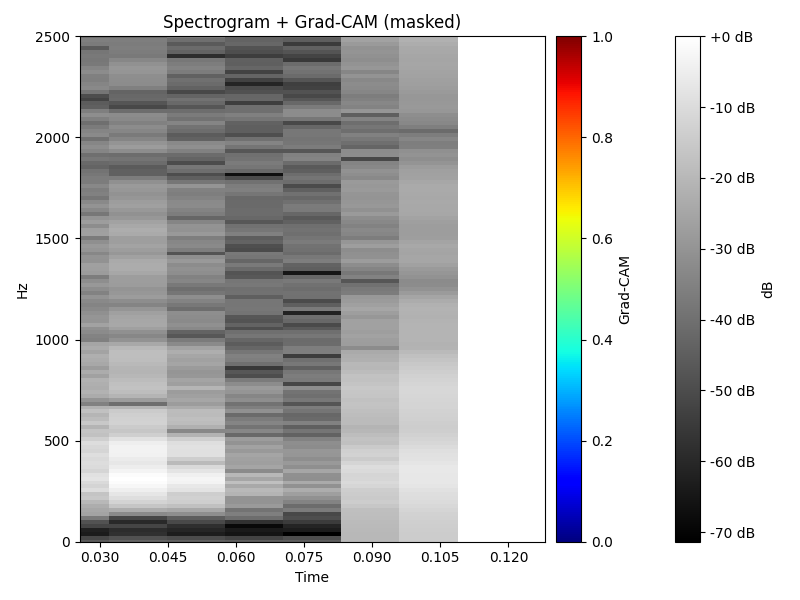 Spectrogram + Grad-CAM (masked)
2500
2000
1500
1000
500
0
Hz
0.030 0.045 0.060 0.075 0.090 0.105 0.120
Time
1.0
0.8
0.6
0.4
0.2
0.0
Grad-CAM
+0 dB
-10 dB
-20 dB
-30 dB
-40 dB
-50 dB
-60 dB
-70 dB
dB